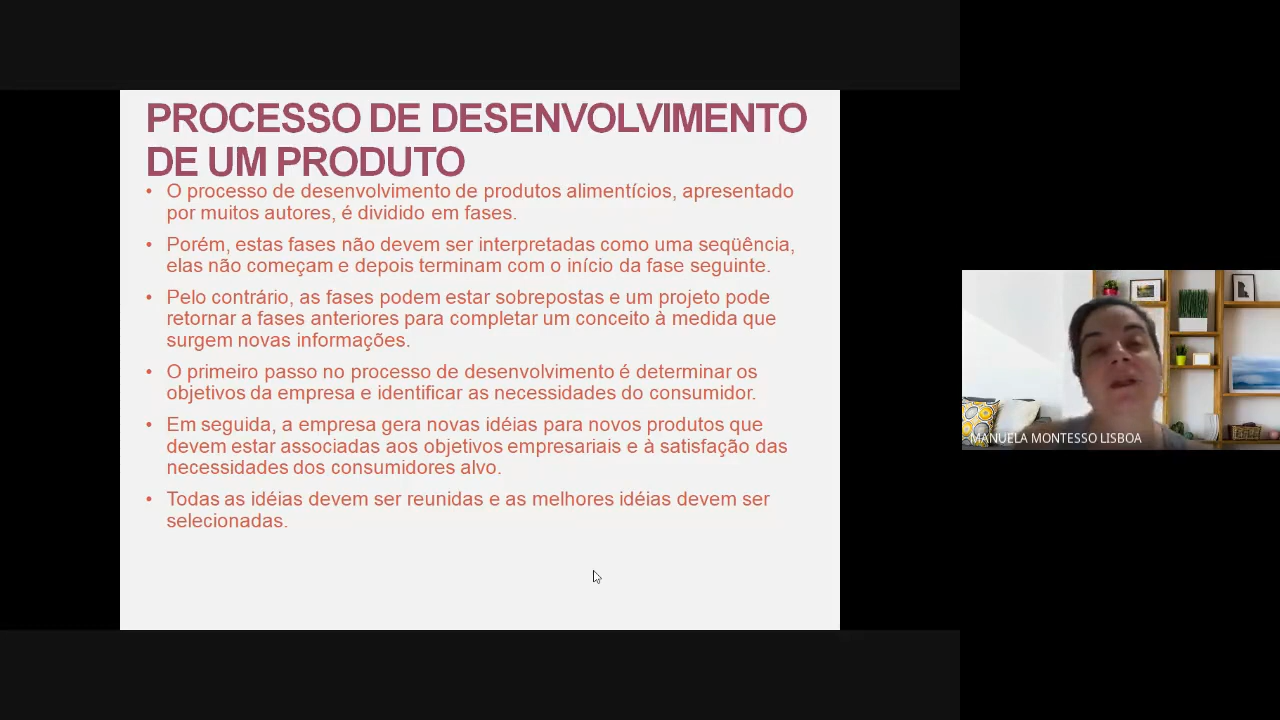 PROCESSO DE DESENVOLVIMENTO
DE UM PRODUTO
• O processo de desenvolvimento de produtos alimentícios, apresentado
por muitos autores, é dividido em fases.
• Porém, estas fases não devem ser interpretadas como uma seqüência,
elas não começam e depois terminam com o início da fase seguinte.
• Pelo contrário, as fases podem estar sobrepostas e um projeto pode
retornar a fases anteriores para completar um conceito à medida que
surgem novas informações.
• O primeiro passo no processo de desenvolvimento é determinar os
objetivos da empresa e identificar as necessidades do consumidor.
• Em seguida, a empresa gera novas idéias para novos produtos que
devem estar associadas aos objetivos empresariais e à satisfação das
necessidades dos consumidores alvo.
• Todas as idéias devem ser reunidas e as melhores idéias devem ser
selecionadas.
MANUELA MONTESSO LISBOA